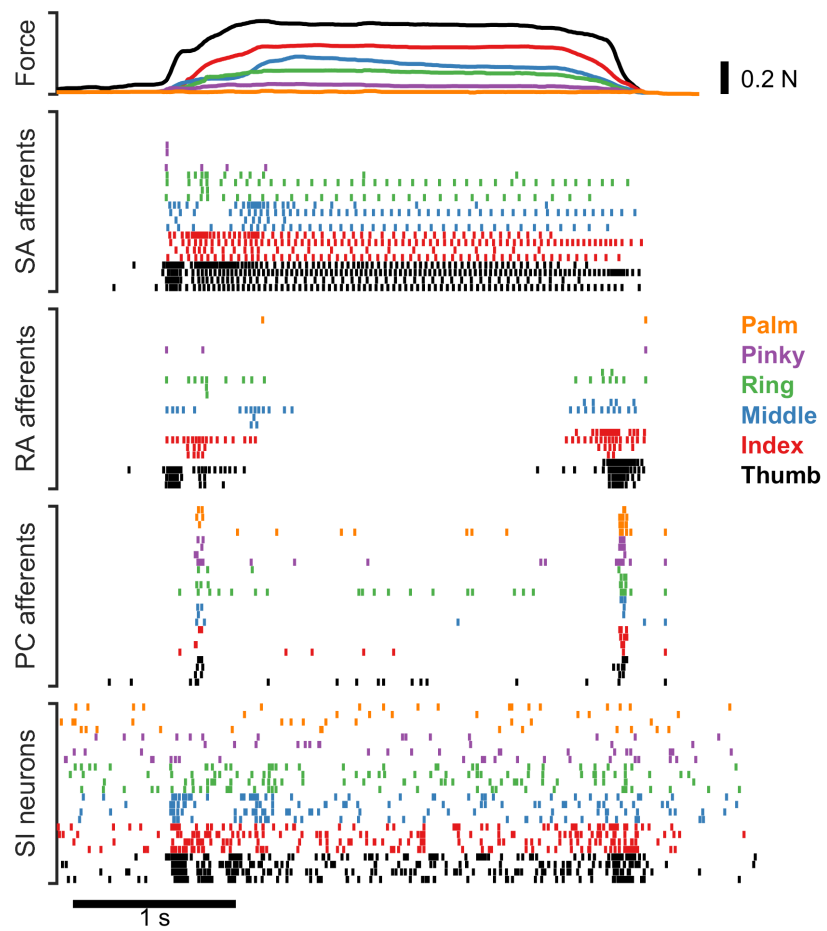 Force
0.2 N
SA afferents
RA afferents
Palm
Pinky
Ring
Middle
Index
Thumb
PC afferents
SI neurons
1 s